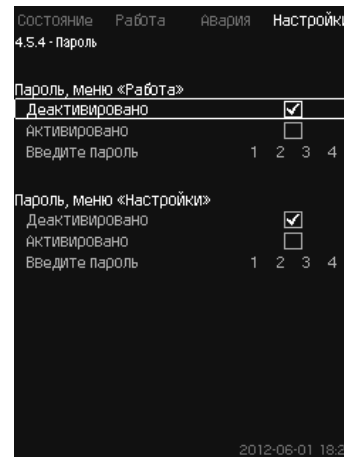 Состояние Работа Авария Настройки
4.5.4 - Пароль
Пароль, меню «Работа»
Деактивировано
Активировано
Введите пароль 1 2 3 4
Пароль, меню «Настройки»
Деактивировано
Активировано
Введите пароль 1 2 3 4
2012-06-01 18:2